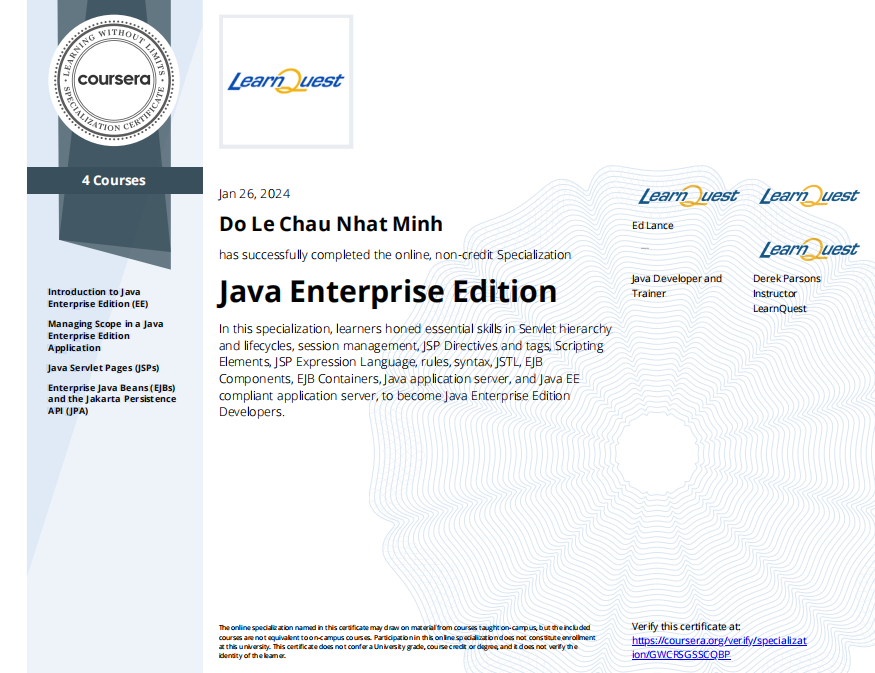 LEARNING WITHOUT LIMITS
coursera
SPECIALIZATION CERTIFICATE
4 Courses
Introduction to Java
Enterprise Edition (EE)
Managing Scope in a Java
Enterprise Edition
Application
Java Servlet Pages (JSPs)
Enterprise Java Beans (EJBs)
and the Jakarta Persistence
API (JPA)
LearnQuest
Jan 26, 2024
Do Le Chau Nhat Minh
has successfully completed the online, non-credit Specialization
Java Enterprise Edition
In this specialization, learners honed essential skills in Servlet hierarchy
and lifecycles, session management, JSP Directives and tags, Scripting
Elements, JSP Expression Language, rules, syntax, JSTL, EJB
Components, EJB Containers, Java application server, and Java EE
compliant application server, to become Java Enterprise Edition
Developers.
LearnQuest
Ed Lance
Java Developer and
Trainer
LearnQuest
LearnQuest
Derek Parsons
Instructor
LearnQuest
The online specialization named in this certificate may draw on material from courses taught on-campus, but the included
courses are not equivalent to on-campus courses. Participation in this online specialization does not constitute enrollment
at this university. This certificate does not confer a University grade, course credit or degree, and it does not verify the
identity of the learner.
Verify this certificate at:
https://coursera.org/verify/specializat
ion/GWCRSGSSCQBP